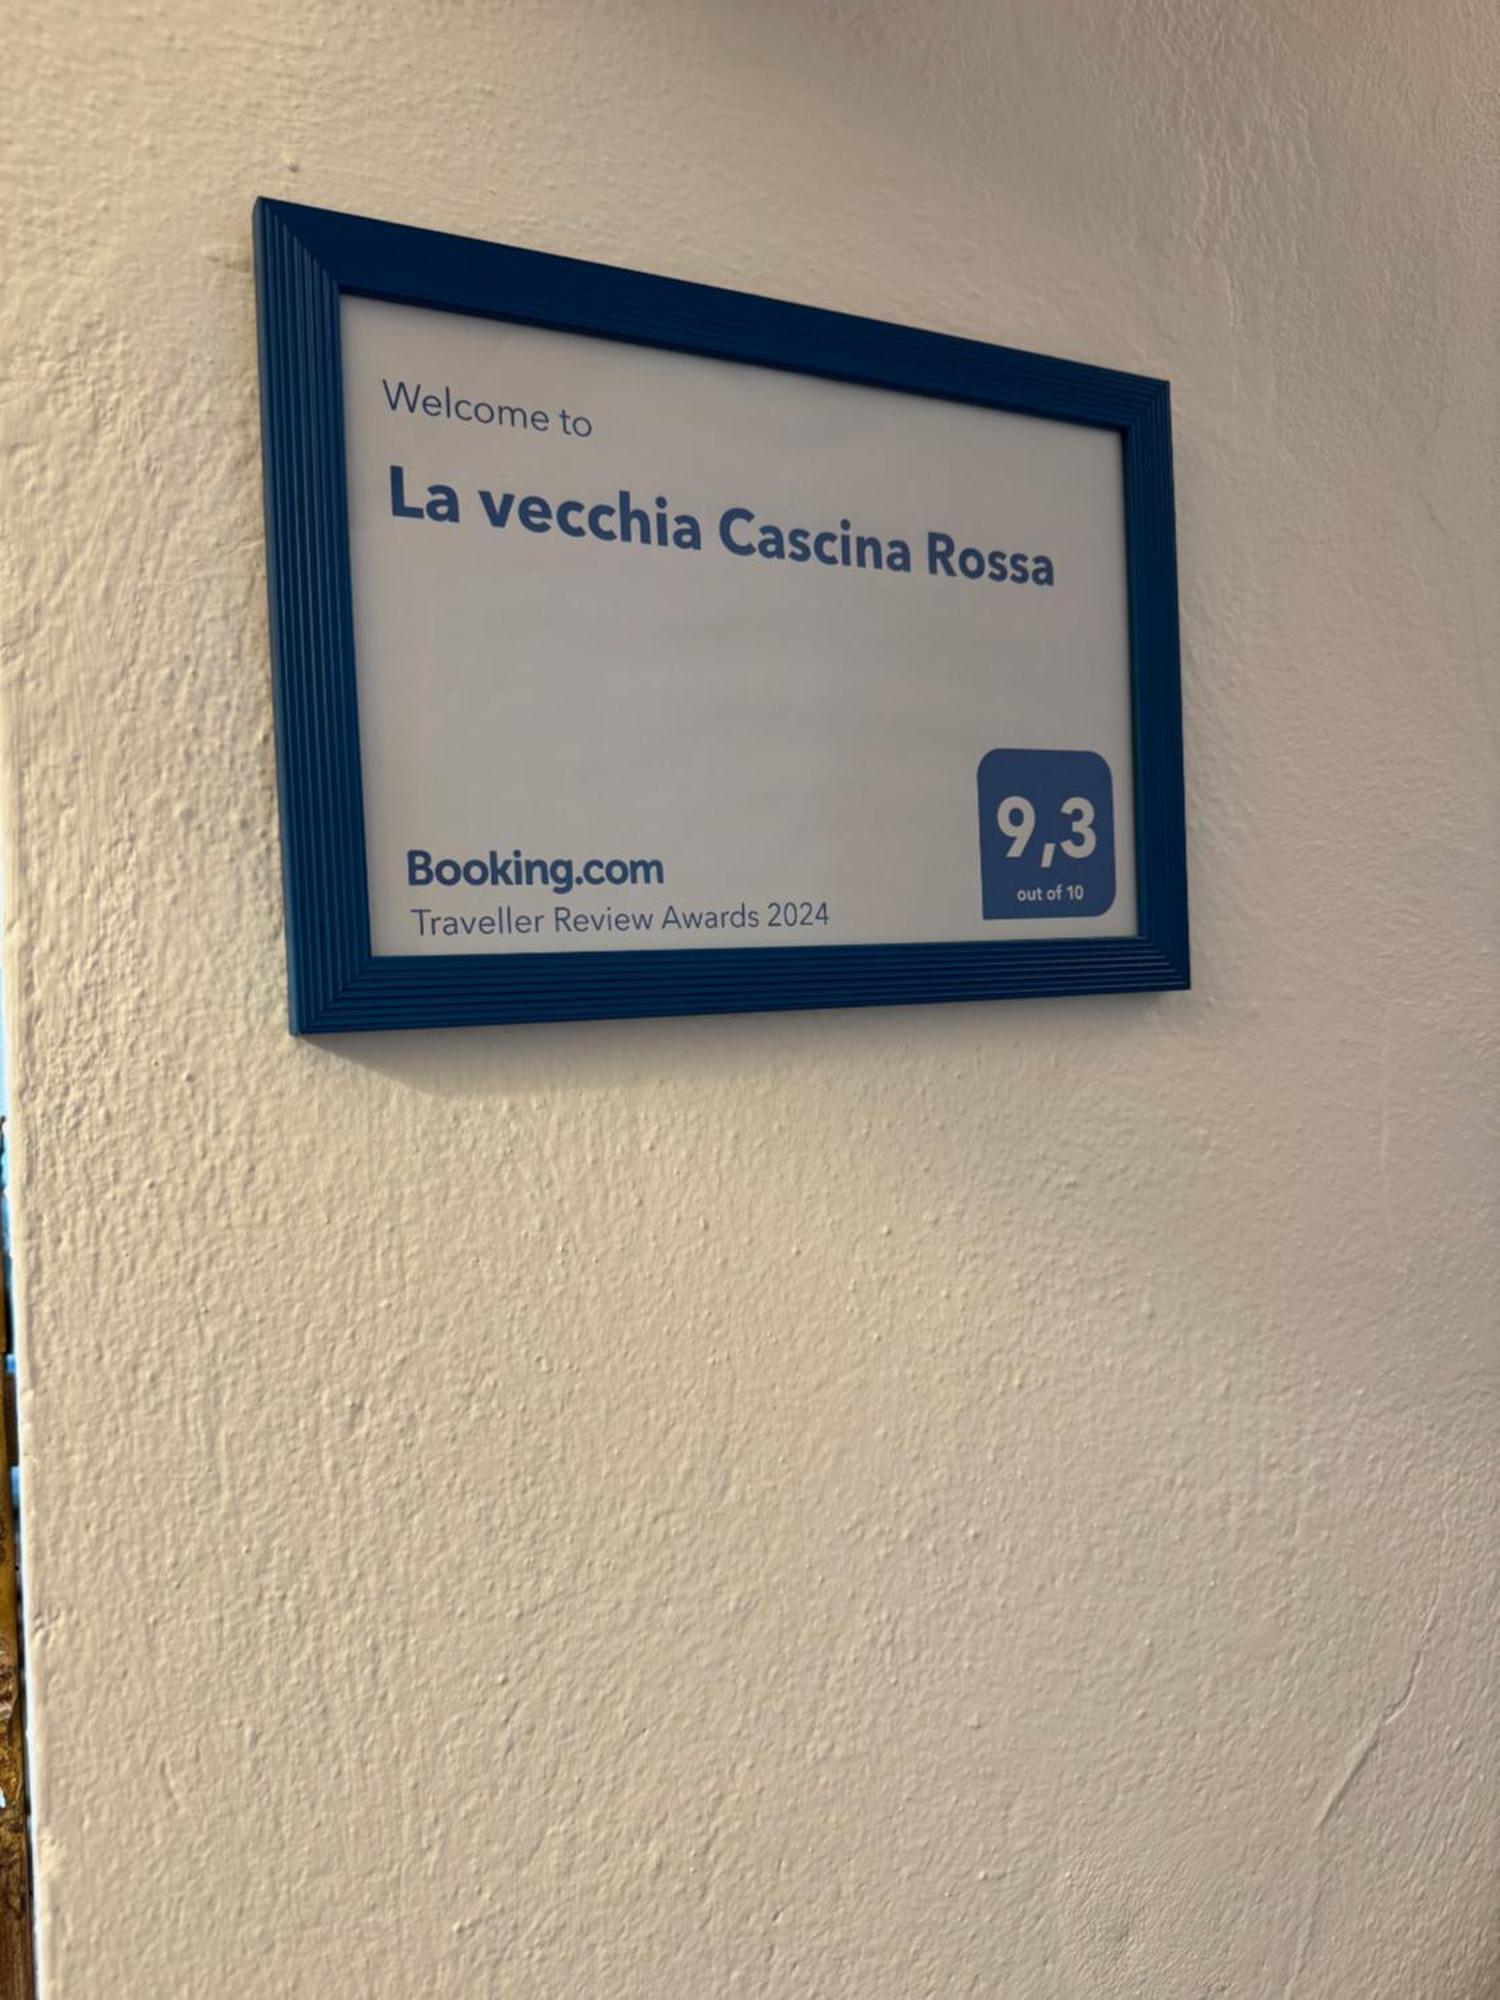 Welcome to
La vecchia Cascina Rossa
9,3
out of 10
Booking.com
Traveller Review Awards 2024